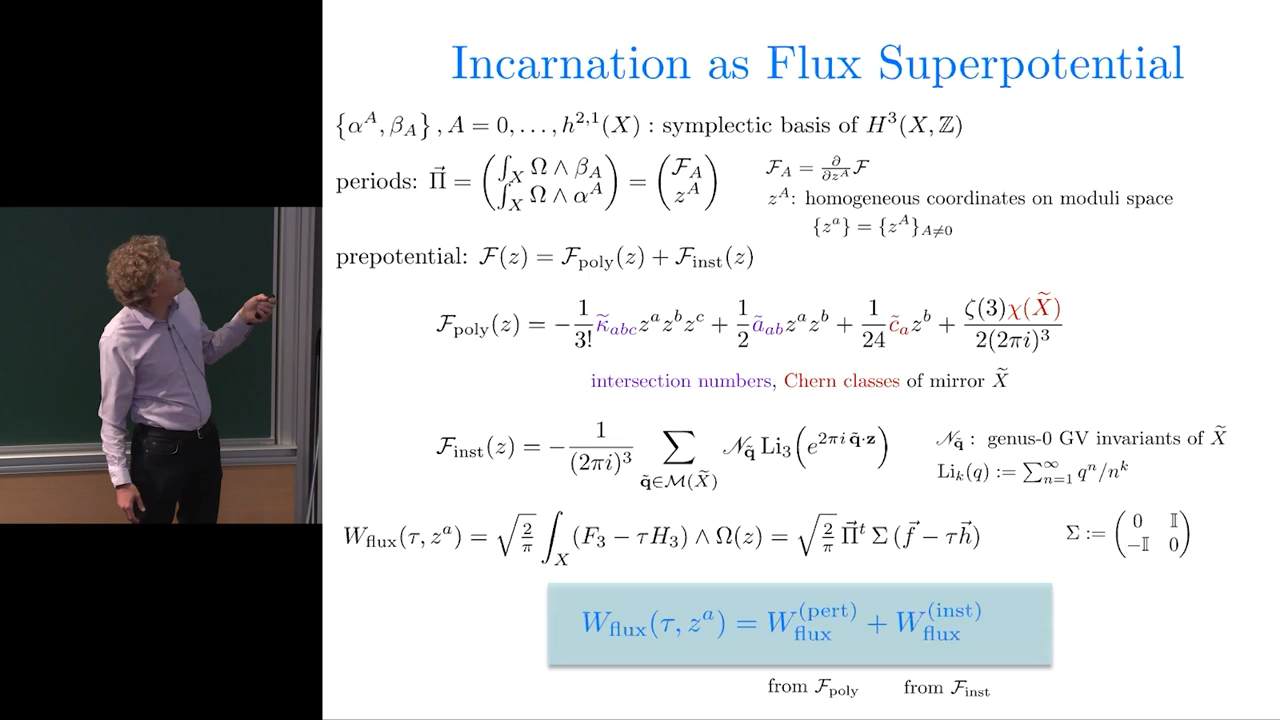 Incarnation as Flux Superpotential
{α^A, β_A}, A = 0, …, h^{2,1}(X) : symplectic basis of H^3(X, ℤ)
periods: Π⃗ = (∫_X Ω ∧ β_A ; ∫_X Ω ∧ α^A) = (ℱ_A ; z^A)
ℱ_A = ∂/∂z^A ℱ
z^A: homogeneous coordinates on moduli space
{z^a} = {z^A}_{A≠0}
prepotential: ℱ(z) = ℱ_poly(z) + ℱ_inst(z)
ℱ_poly(z) = −1/3! κ̃_{abc} z^a z^b z^c + 1/2 ã_{ab} z^a z^b + 1/24 c̃_a z^b + ζ(3)χ(X̃)/2(2πi)^3
intersection numbers, Chern classes of mirror X̃
ℱ_inst(z) = −1/(2πi)^3 ∑_{q̃∈ℳ(X̃)} 𝒩_q̃ Li_3(e^{2πi q̃·z})
𝒩_q̃ : genus-0 GV invariants of X̃
Li_k(q) := ∑_{n=1}^∞ q^n/n^k
W_flux(τ, z^a) = √(2/π) ∫_X (F_3 − τH_3) ∧ Ω(z) = √(2/π) Π⃗^t Σ (f⃗ − τh⃗)
Σ := (0 𝕀 ; −𝕀 0)
W_flux(τ, z^a) = W_flux^(pert) + W_flux^(inst)
from ℱ_poly from ℱ_inst